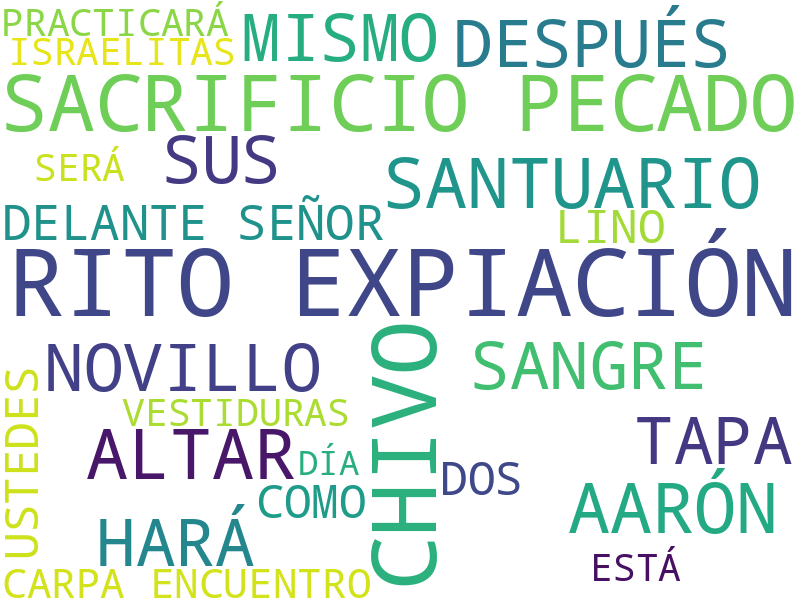 PRACTICARÁ
ISRAELITAS
MISMO
DESPUÉS
SACRIFICIO PECADO
SERÁ
SUS
SANTUARIO
DELANTE SEÑOR
LINO
RITO EXPIACIÓN
NOVILLO
CHIVO
SANGRE
USTEDES
VESTIDURAS
ALTAR
DÍA
TAPA
COMO
DOS
AARÓN
HARÁ
ESTÁ
CARPA ENCUENTRO